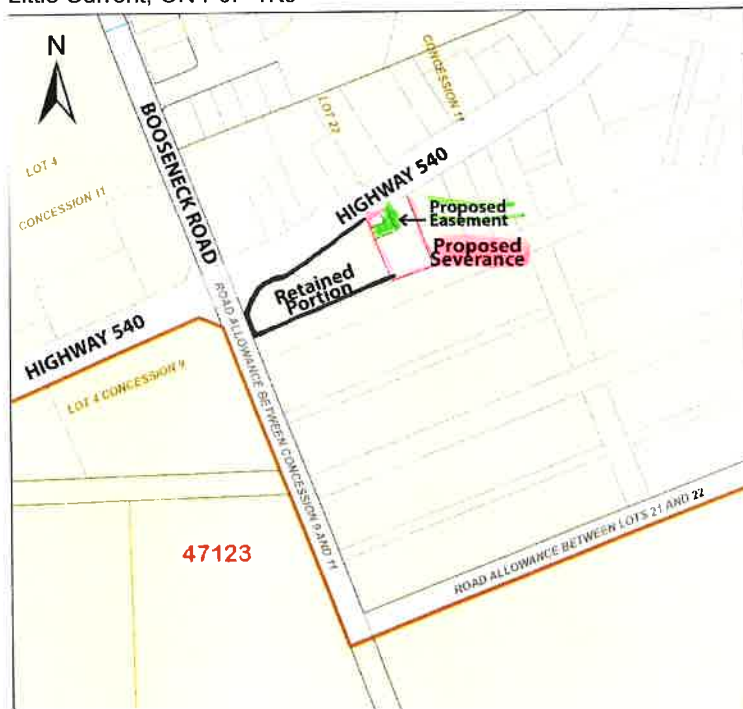 N
LOT 4
CONCESSION 11
BOOSENECK ROAD
LOT 22
CONCESSION 11
HIGHWAY 540
Proposed
Easement
Proposed
Severance
Retained
Portion
HIGHWAY 540
LOT 4 CONCESSION 9
ROAD ALLOWANCE BETWEEN CONCESSION 9 AND 11
47123
ROAD ALLOWANCE BETWEEN LOTS 21 AND 22